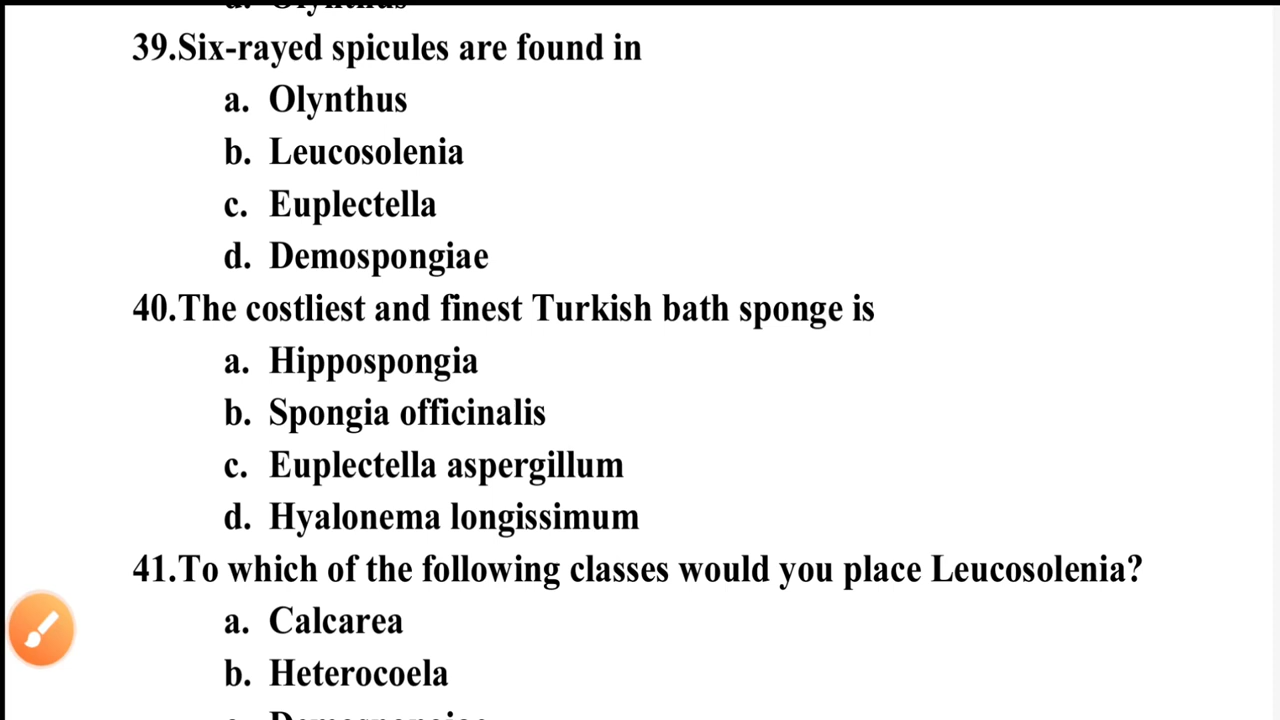 d. Olynthus
39.Six-rayed spicules are found in
a. Olynthus
b. Leucosolenia
c. Euplectella
d. Demospongiae
40.The costliest and finest Turkish bath sponge is
a. Hippospongia
b. Spongia officinalis
c. Euplectella aspergillum
d. Hyalonema longissimum
41.To which of the following classes would you place Leucosolenia?
a. Calcarea
b. Heterocoela
c. Demospongiae